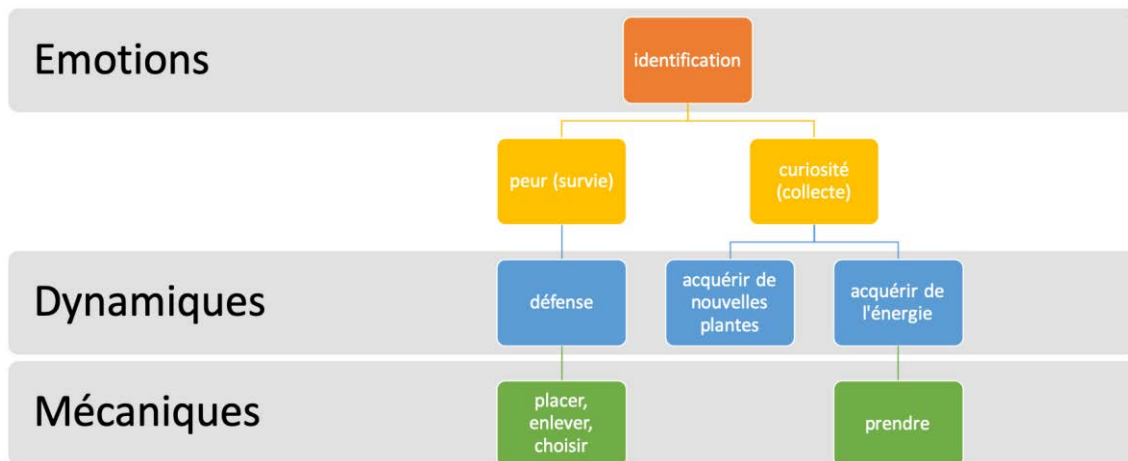 Emotions
identification
peur (survie)
curiosité
(collecte)
Dynamiques
défense
acquérir de
nouvelles
plantes
acquérir de
l'énergie
Mécaniques
placer,
enlever,
choisir
prendre